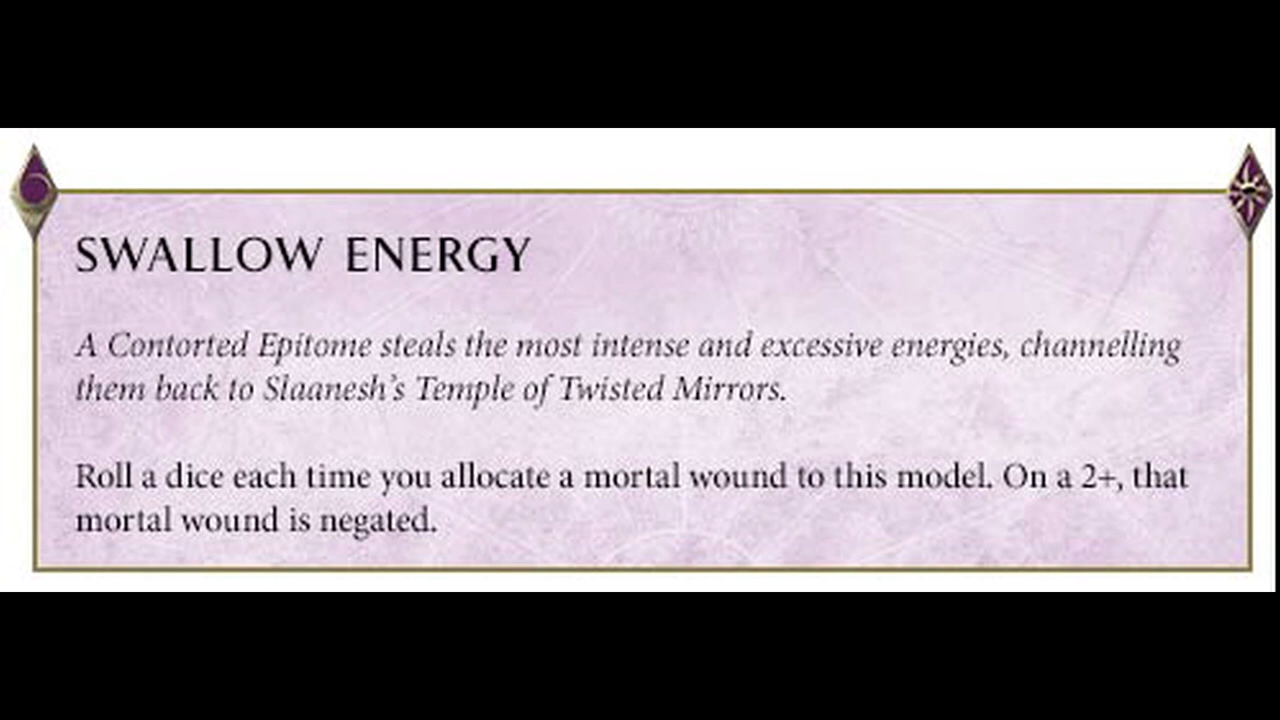 SWALLOW ENERGY
A Contorted Epitome steals the most intense and excessive energies, channelling
them back to Slaanesh's Temple of Twisted Mirrors.
Roll a dice each time you allocate a mortal wound to this model. On a 2+, that
mortal wound is negated.